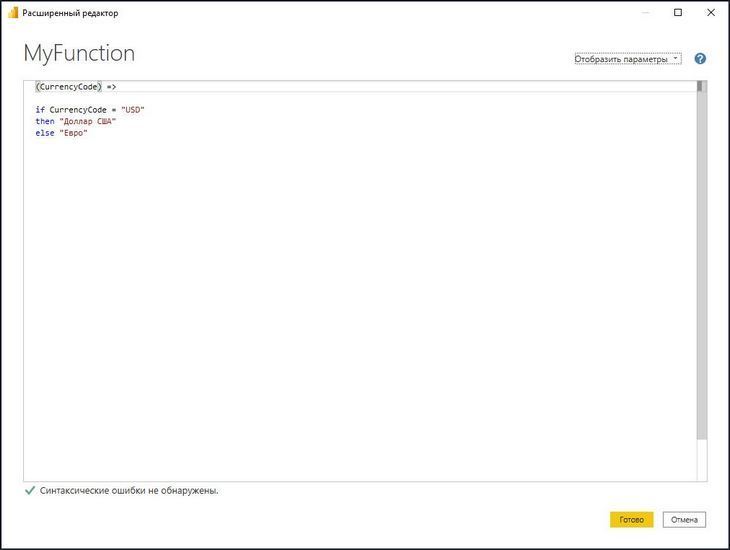 Расширенный редактор
MyFunction
Отобразить параметры
?
(CurrencyCode) =>
if CurrencyCode = "USD"
then "Доллар США"
else "Евро"
Синтаксические ошибки не обнаружены.
Готово
Отмена